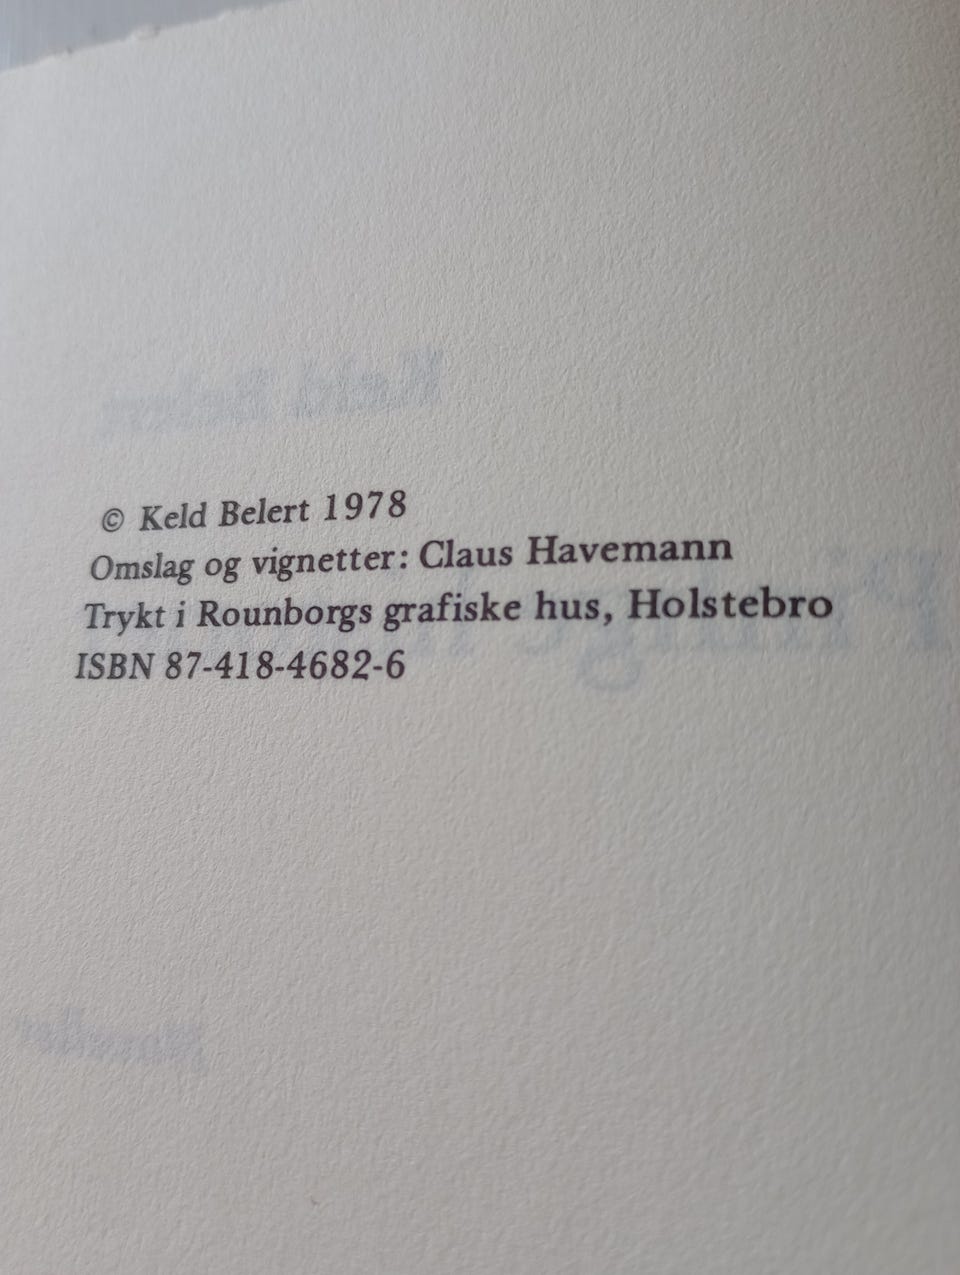 © Keld Belert 1978
Omslag og vignetter: Claus Havemann
Trykt i Rounborgs grafiske hus, Holstebro
ISBN 87-418-4682-6